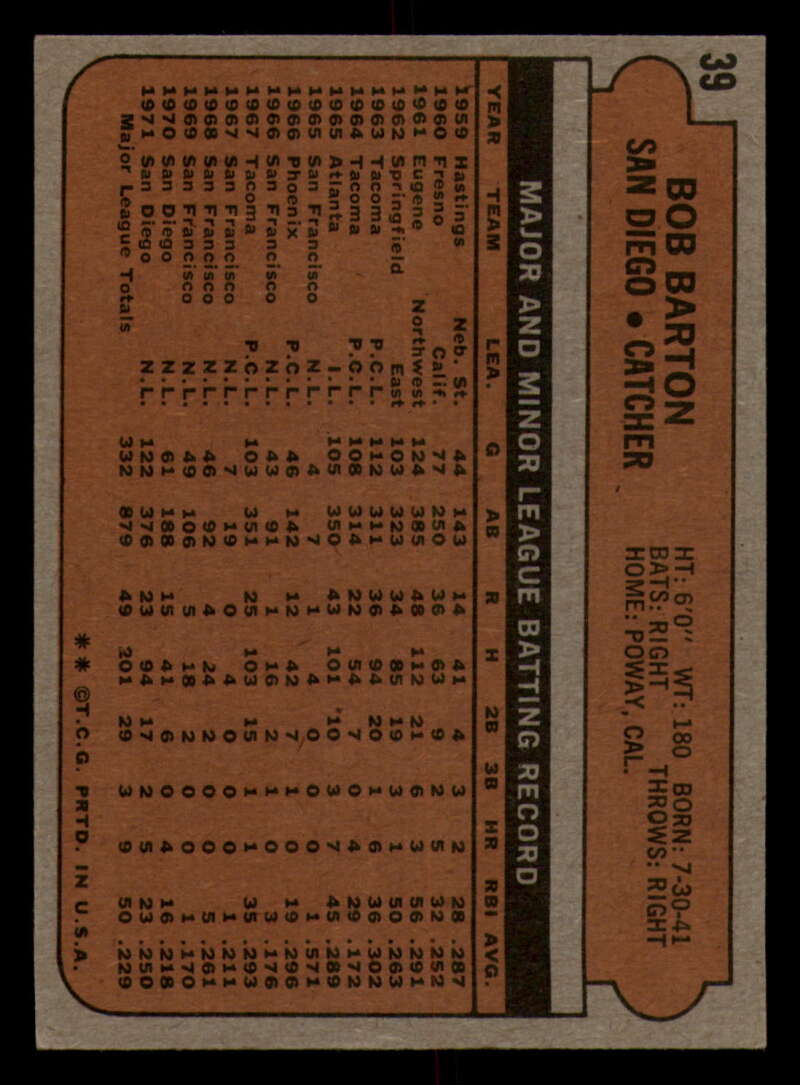 39
BOB BARTON
SAN DIEGO • CATCHER
HT: 6'0" WT: 180 BORN: 7-30-41
BATS: RIGHT THROWS: RIGHT
HOME: POWAY, CAL.
MAJOR AND MINOR LEAGUE BATTING RECORD
YEAR TEAM LEA. G AB R H 2B 3B HR RBI AVG.
1959 Hastings Neb. St. 44 143 14 41 4 3 2 28 .287
1960 Fresno Calif. 77 250 36 63 9 2 5 32 .252
1961 Eugene Northwest 124 385 48 112 21 6 3 56 .291
1962 Springfield East 103 323 34 85 19 3 1 50 .263
1963 Tacoma P.C.L. 112 311 36 94 20 1 6 36 .302
1964 Tacoma P.C.L. 108 314 22 54 7 0 4 29 .172
1965 Atlanta I.L. 105 350 43 101 10 3 7 45 .289
1965 San Francisco N.L. 4 7 1 4 0 0 0 1 .571
1966 Phoenix P.C.L. 46 142 12 42 7 1 0 19 .296
1966 San Francisco N.L. 43 91 1 16 2 1 0 3 .176
1967 Tacoma P.C.L. 103 351 25 103 15 1 1 35 .293
1967 San Francisco N.L. 7 19 0 4 0 0 0 1 .211
1968 San Francisco N.L. 46 92 4 24 2 0 0 5 .261
1969 San Francisco N.L. 49 106 5 18 2 0 0 1 .170
1970 San Diego N.L. 61 188 15 41 6 0 4 16 .218
1971 San Diego N.L. 122 376 23 94 17 2 5 23 .250
Major League Totals 332 879 49 201 29 3 9 50 .229
* * ©T.C.G. PRTD. IN U.S.A.